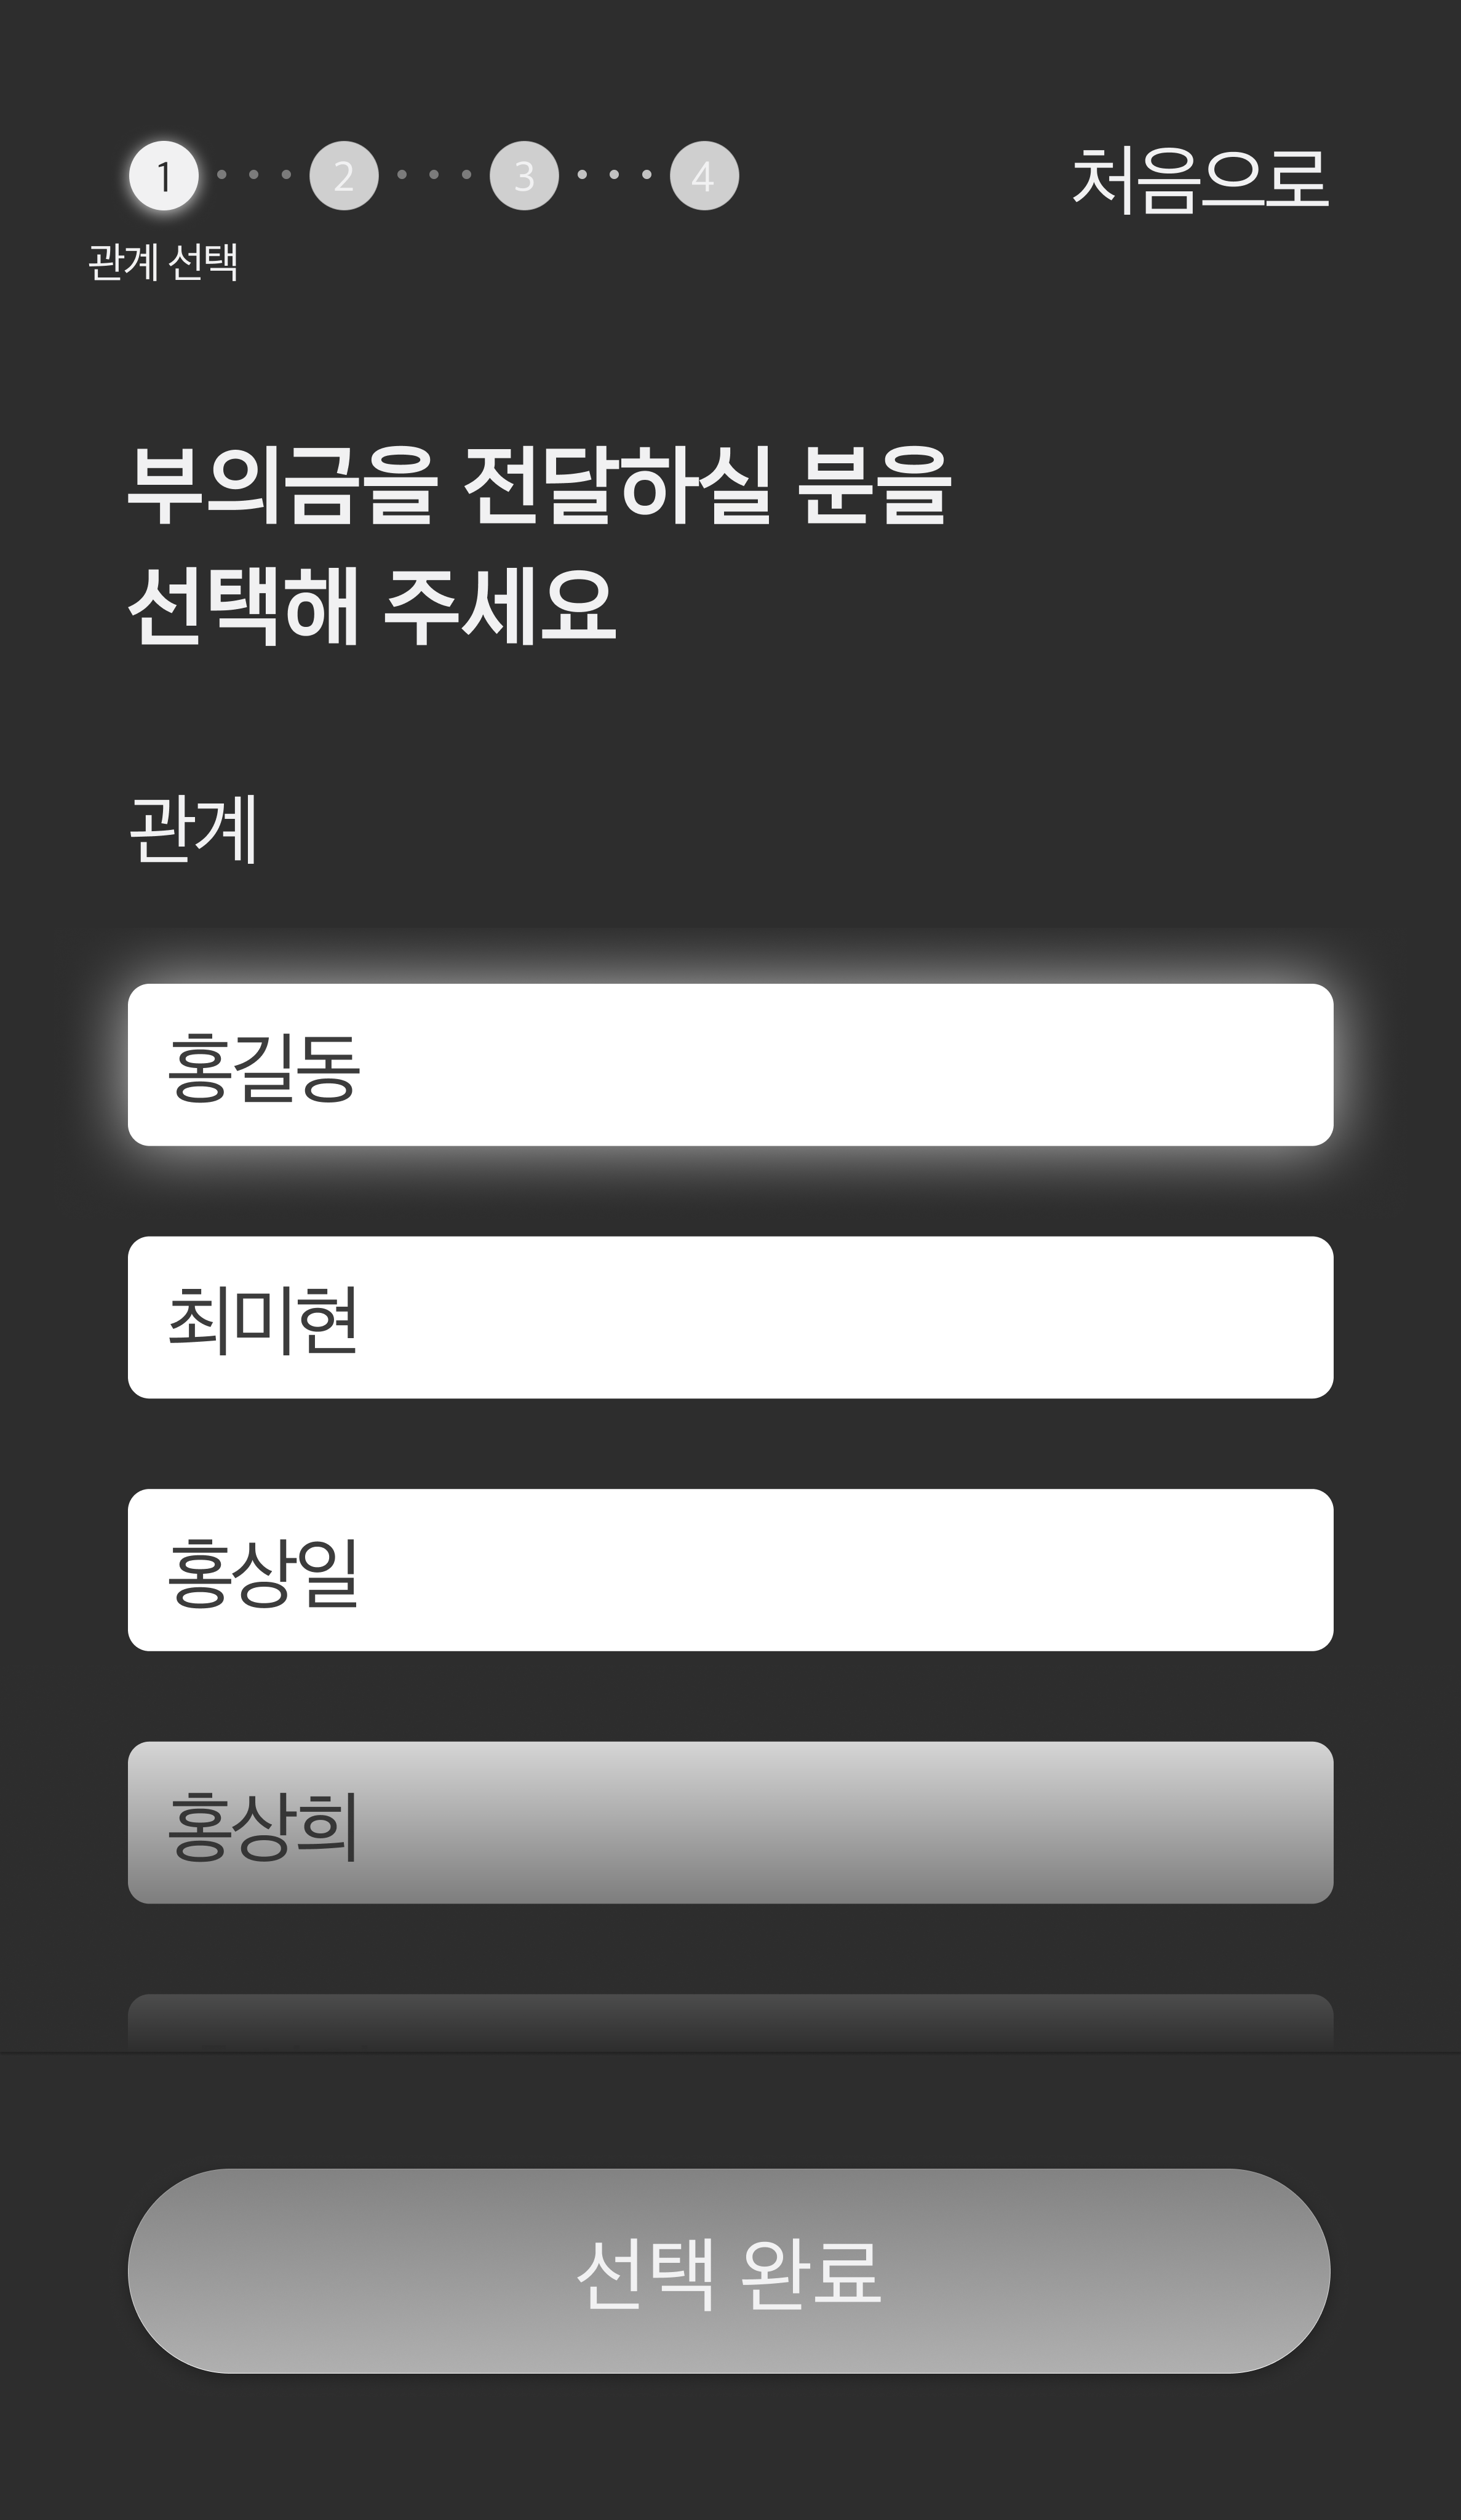 1 2 3 4 처음으로
관계 선택
부의금을 전달하실 분을
선택해 주세요
관계
홍길동
최미현
홍상일
홍상희
선택 완료